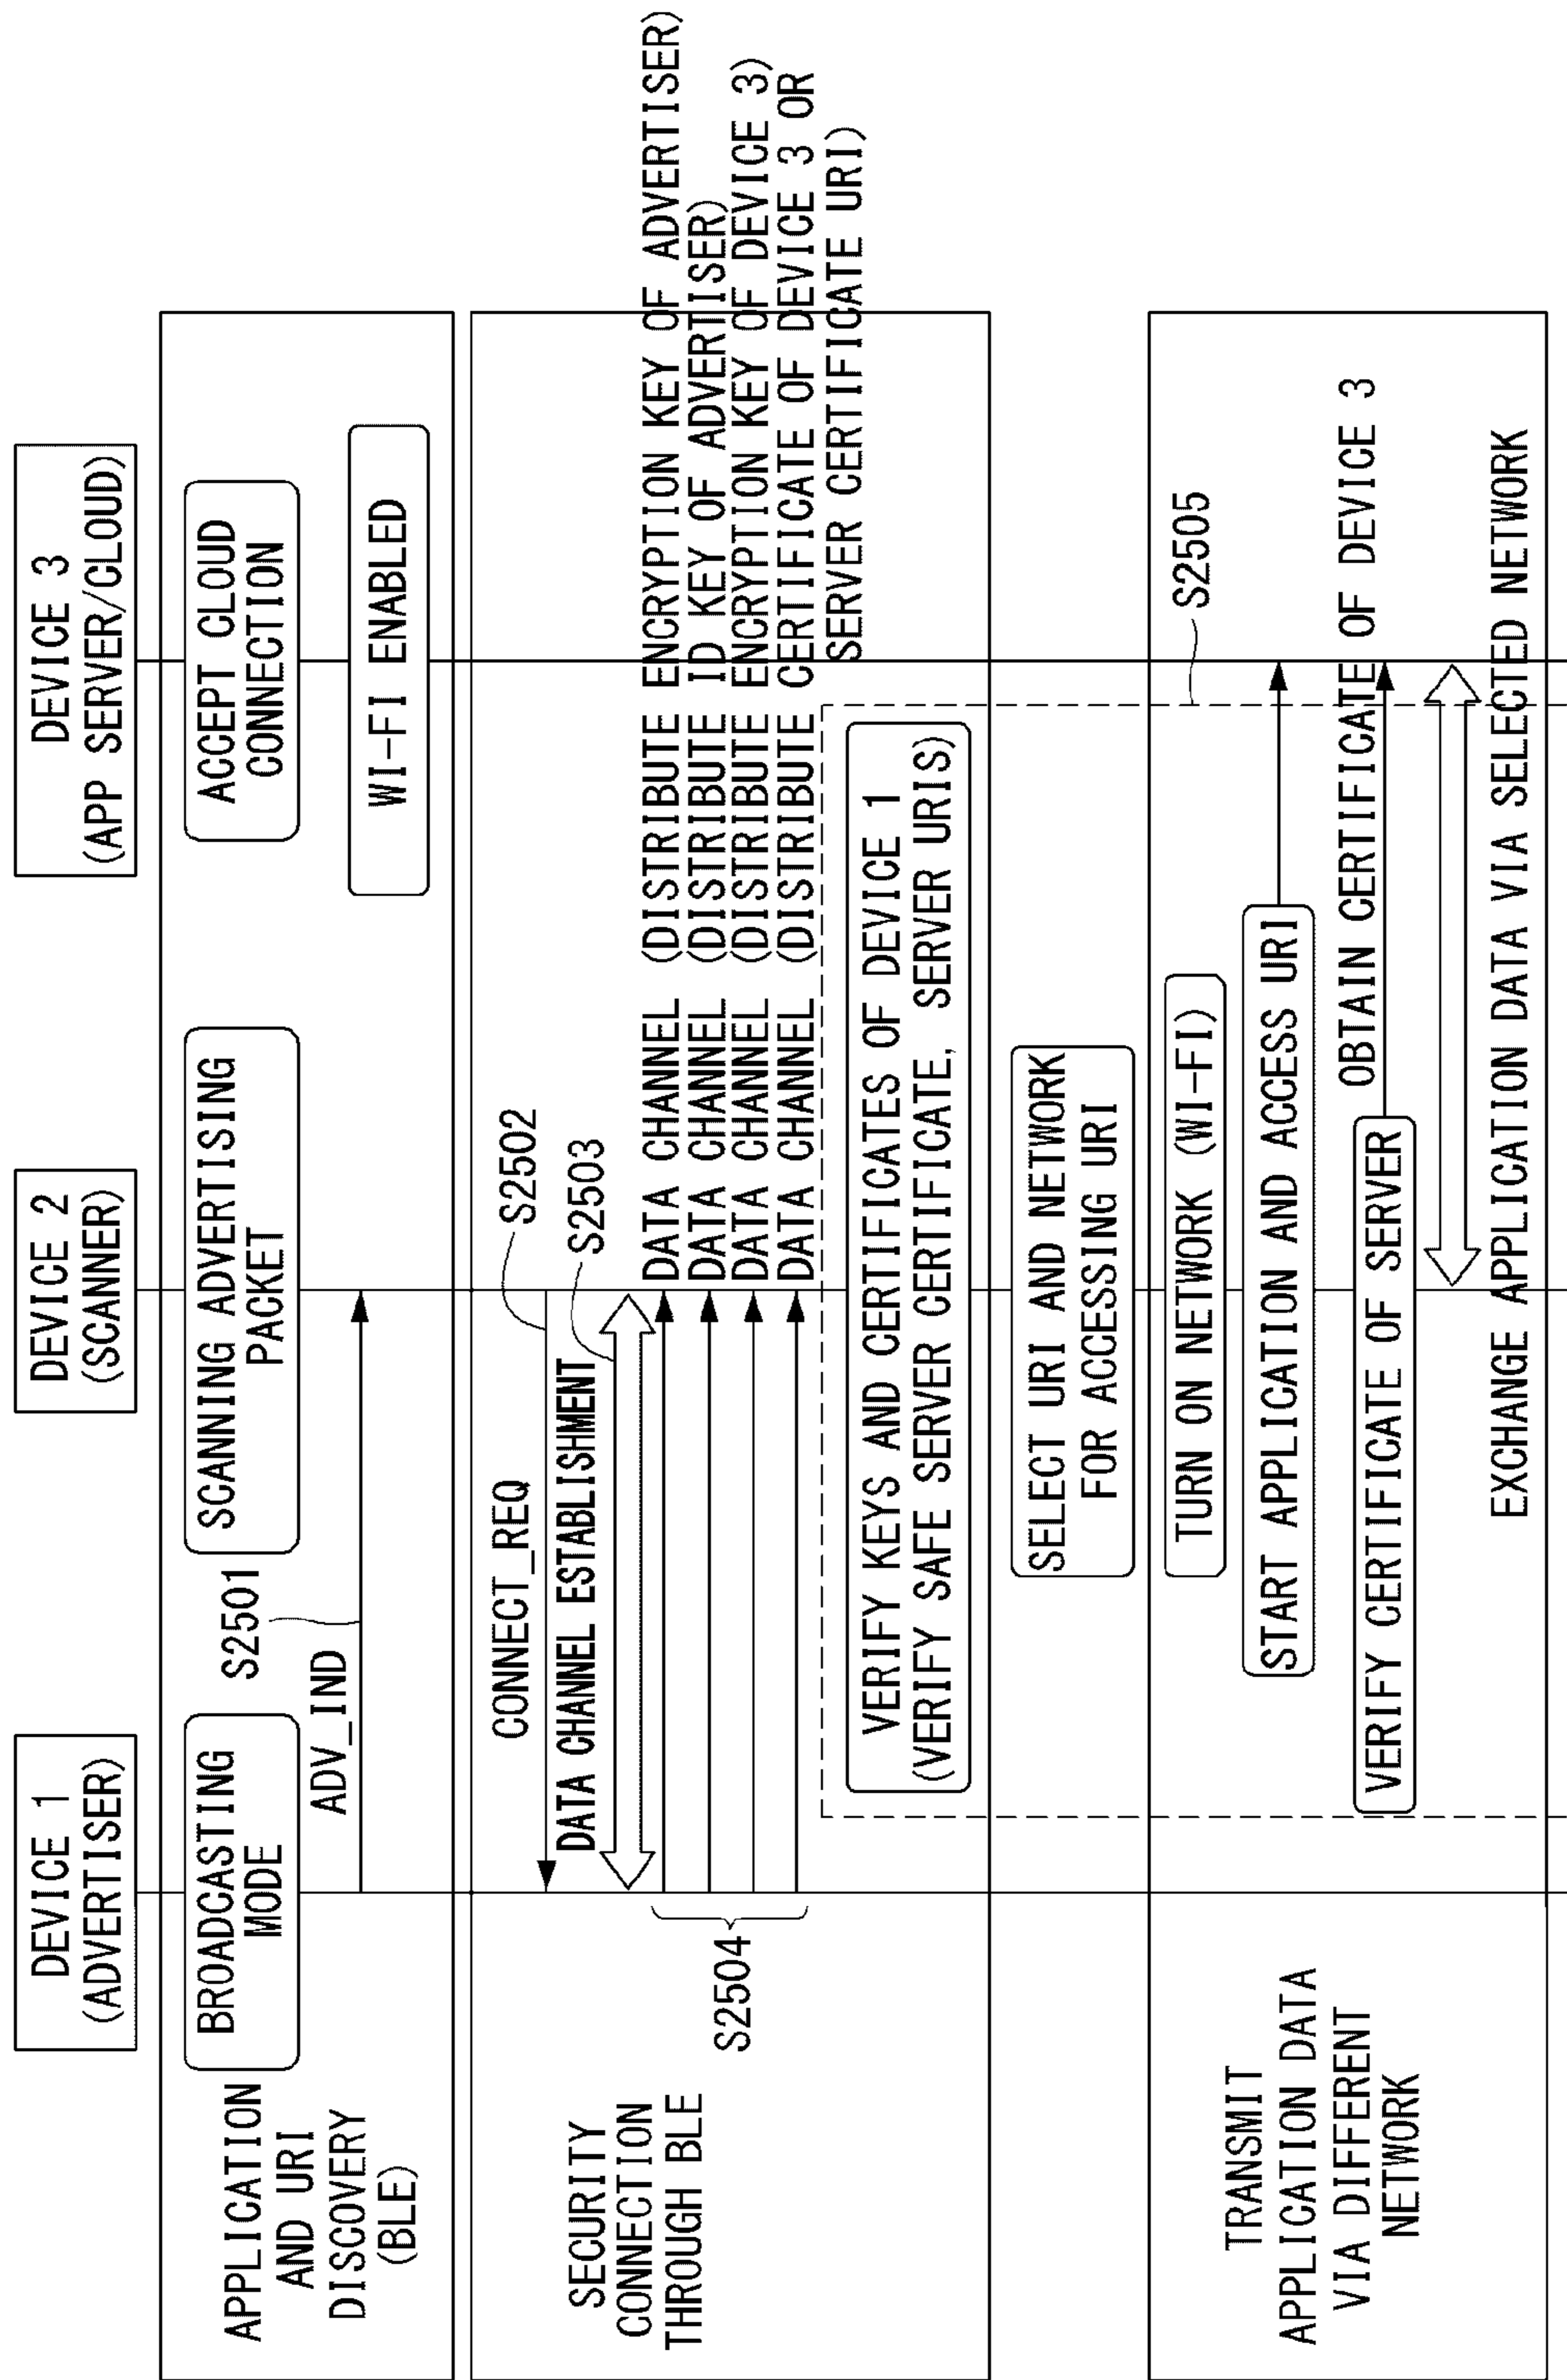 DEVICE 1
(ADVERTISER)
DEVICE 2
(SCANNER)
DEVICE 3
(APP SERVER/CLOUD)
APPLICATION
AND URI
DISCOVERY
(BLE)
BROADCASTING
MODE
SCANNING ADVERTISING
PACKET
ACCEPT CLOUD
CONNECTION
S2501
ADV_IND
WI-FI ENABLED
SECURITY
CONNECTION
THROUGH BLE
CONNECT_REQ
S2502
DATA CHANNEL ESTABLISHMENT
S2503
S2504
DATA CHANNEL (DISTRIBUTE ENCRYPTION KEY OF ADVERTISER)
DATA CHANNEL (DISTRIBUTE ID KEY OF ADVERTISER)
DATA CHANNEL (DISTRIBUTE ENCRYPTION KEY OF DEVICE 3)
DATA CHANNEL (DISTRIBUTE CERTIFICATE OF DEVICE 3 OR
SERVER CERTIFICATE URI)
VERIFY KEYS AND CERTIFICATES OF DEVICE 1
(VERIFY SAFE SERVER CERTIFICATE, SERVER URIS)
SELECT URI AND NETWORK
FOR ACCESSING URI
TRANSMIT
APPLICATION DATA
VIA DIFFERENT
NETWORK
TURN ON NETWORK (WI-FI)
S2505
START APPLICATION AND ACCESS URI
OBTAIN CERTIFICATE OF DEVICE 3
VERIFY CERTIFICATE OF SERVER
EXCHANGE APPLICATION DATA VIA SELECTED NETWORK